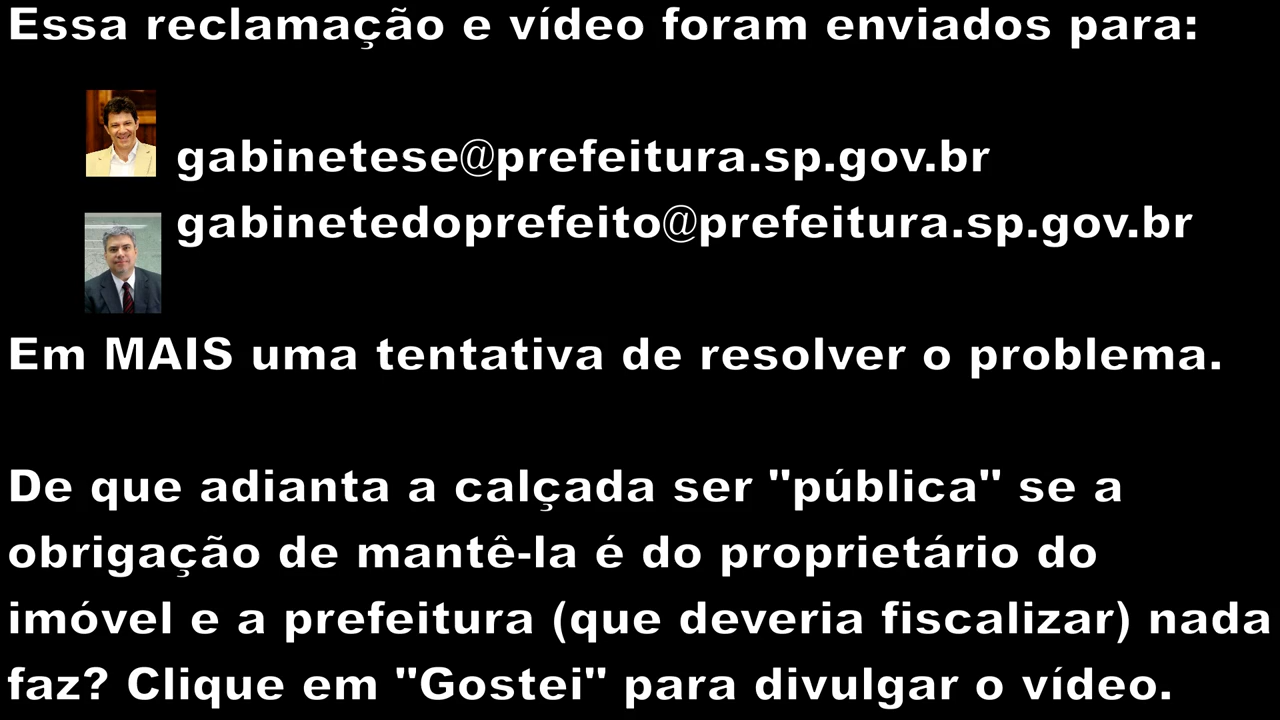 Essa reclamação e vídeo foram enviados para:
gabinetese@prefeitura.sp.gov.br
gabinetedoprefeito@prefeitura.sp.gov.br
Em MAIS uma tentativa de resolver o problema.
De que adianta a calçada ser "pública" se a
obrigação de mantê-la é do proprietário do
imóvel e a prefeitura (que deveria fiscalizar) nada
faz? Clique em "Gostei" para divulgar o vídeo.